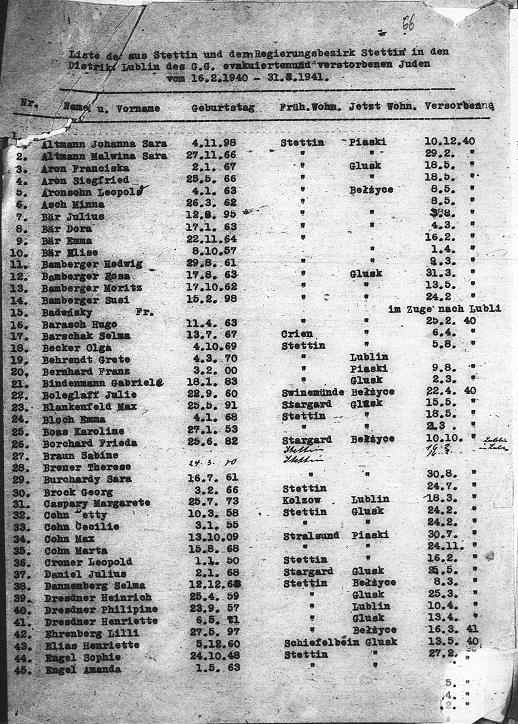 66
Liste der aus Stettin und dem Regierungsbezirk Stettin in den
Distrikt Lublin des G.G. evakuierten und verstorbenen Juden
vom 16.2.1940 - 31.8.1941.
Nr. Name u. Vorname Geburtstag Früh.Wohn. Jetzt Wohn. Versorbenng
1. Altmann Johanna Sara 4.11.98 Stettin Piaski 10.12.40
2. Altmann Malwina Sara 27.11.66 " " 29.2. "
3. Aron Franciska 2.1. 67 " Glusk 18.5. "
4. Aron Siegfried 25.5. 66 " " 18.5. "
5. Aronsohn Leopold 4.1. 63 " Bełżyce 8.5. "
6. Asch Minna 26.3. 62 " " 8.5. "
7. Bär Julius 12.8. 95 " " "
8. Bär Dora 17.1. 63 " " 4.3. "
9. Bär Emma 22.11.64 " " 16.2. "
10. Bär Elise 8.10.57 " " 1.4. "
11. Bamberger Hedwig 29.8. 61 " " "
12. Bamberger Rosa 17.8. 63 " Glusk 31.3. "
13. Bamberger Moritz 17.10.62 " " 13.5. "
14. Bamberger Susi 15.2. 98 " " 24.2 "
15. Badeńsky Fr. im Zuge nach Lubli
16. Barasch Hugo 11.4. 63 " " 25.2. 40
17. Barschak Selma 13.7. 67 Crien " 6.4. "
18. Becker Olga 9.10.69 Stettin " 5.8. "
19. Behrendt Grete 4.3. 70 " Lublin
20. Bernhard Franz 3.2. 00 " Piaski 9.8. "
21. Bindenmann Gabriele 18.1. 83 " Glusk 2.3. "
22. Boleglaff Julie 22.9. 60 Swinemünde Bełżyce 22.4. 40
23. Blankenfeld Max 25.5. 91 Stargard Glusk 15.5. "
24. Bloch Emma 4.1. 68 Stettin " 18.5. "
25. Boas Karoline 27.1. 53 " " 2.3 "
26. Borchard Frieda 25.6. 82 Stargard Bełżyce 10.10. "
27. Braun Sabine Stettin
28. Brener Therese 24.3. Stettin
29. Burchardy Sara 16.7. 61 " " 30.8. "
30. Brock Georg 3.2. 66 Stettin 24.7. "
31. Caspary Margarete 25.7. 73 Kolzow Lublin 18.3. "
32. Cohn etty 10.3. 58 Stettin Glusk 24.2. "
33. Cohn Cecilie 3.1. 55 " " 24.2. "
34. Cohn Max 13.10.09 Stralsund Piaski 30.7. "
35. Cohn Marta 15.8. 68 " " 24.11. "
36. Croner Leopold 1.1. 50 Stettin " 16.2. "
37. Daniel Julius 2.1. 68 Stargard Glusk .5. "
38. Dannenberg Selma 12.12.6 Stettin Bełżyce 8.3. "
39. Dresdner Heinrich 25.4. 59 " Glusk 25.3. "
40. Dresdner Philipine 23.9. 57 " Lublin 10.4. "
41. Dresdner Henriette 6.5. 71 " Glusk 13.4. "
42. Ehrenberg Lilli 27.5. 97 " Bełżyce 16.3. 41
43. Elias Henriette 5.12.60 Schiefelbein Glusk 13.5. 40
44. Engel Sophie 24.10.48 Stettin " 27.2. "
45. Engel Amanda 1.5. 63 " "
5. "
4. "
2. "